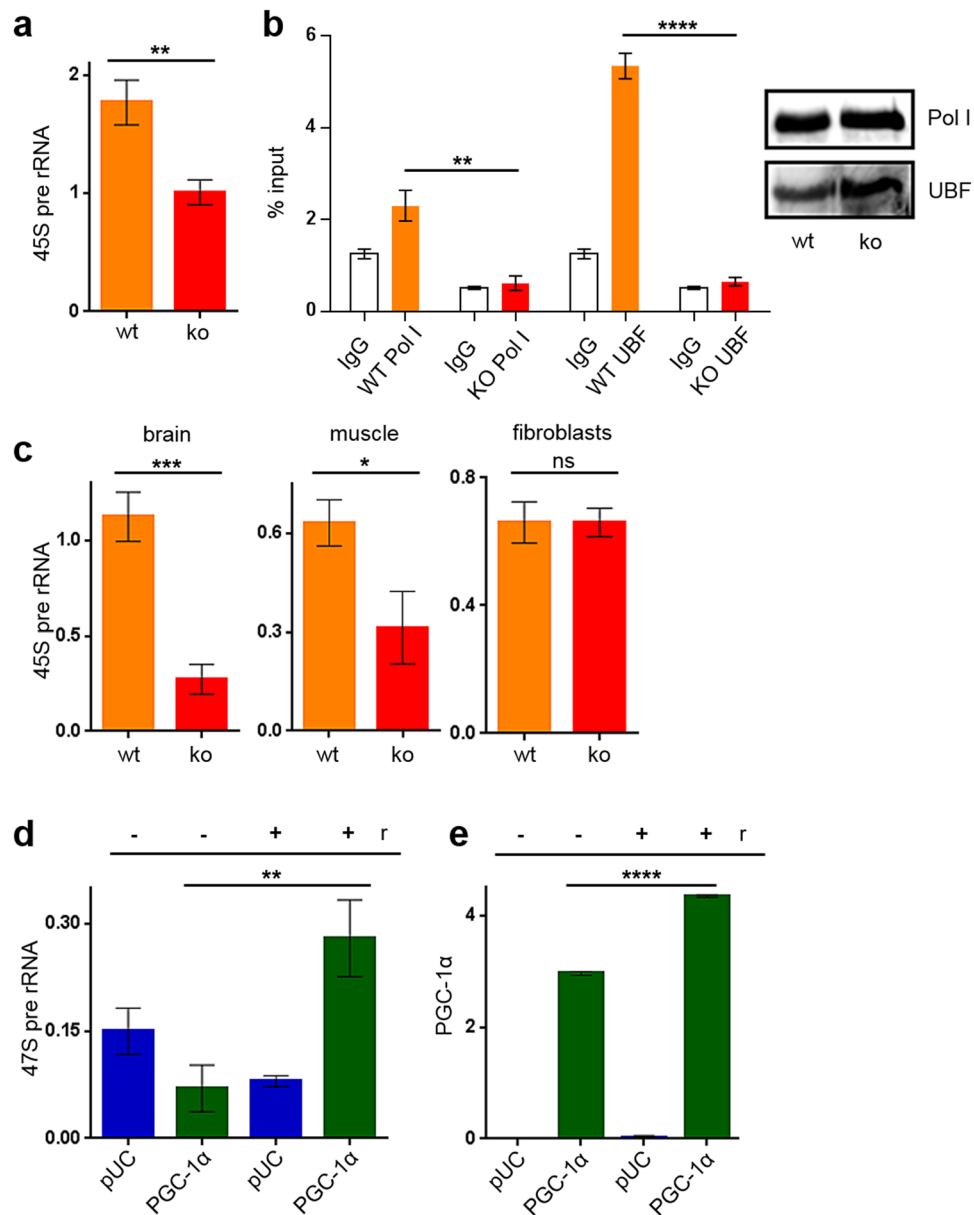 a
**
2
1
0
45S pre rRNA
wt
ko
b
****
**
6
4
2
0
% input
IgG
WT Pol I
IgG
KO Pol I
IgG
WT UBF
IgG
KO UBF
Pol I
UBF
wt
ko
c
brain
***
1.0
0.5
0.0
45S pre rRNA
wt
ko
muscle
*
0.6
0.3
0.0
wt
ko
fibroblasts
ns
0.8
0.4
0.0
wt
ko
d
- - + + r
**
0.30
0.15
0.00
47S pre rRNA
pUC
PGC-1α
pUC
PGC-1α
e
- - + + r
****
4
2
0
PGC-1α
pUC
PGC-1α
pUC
PGC-1α